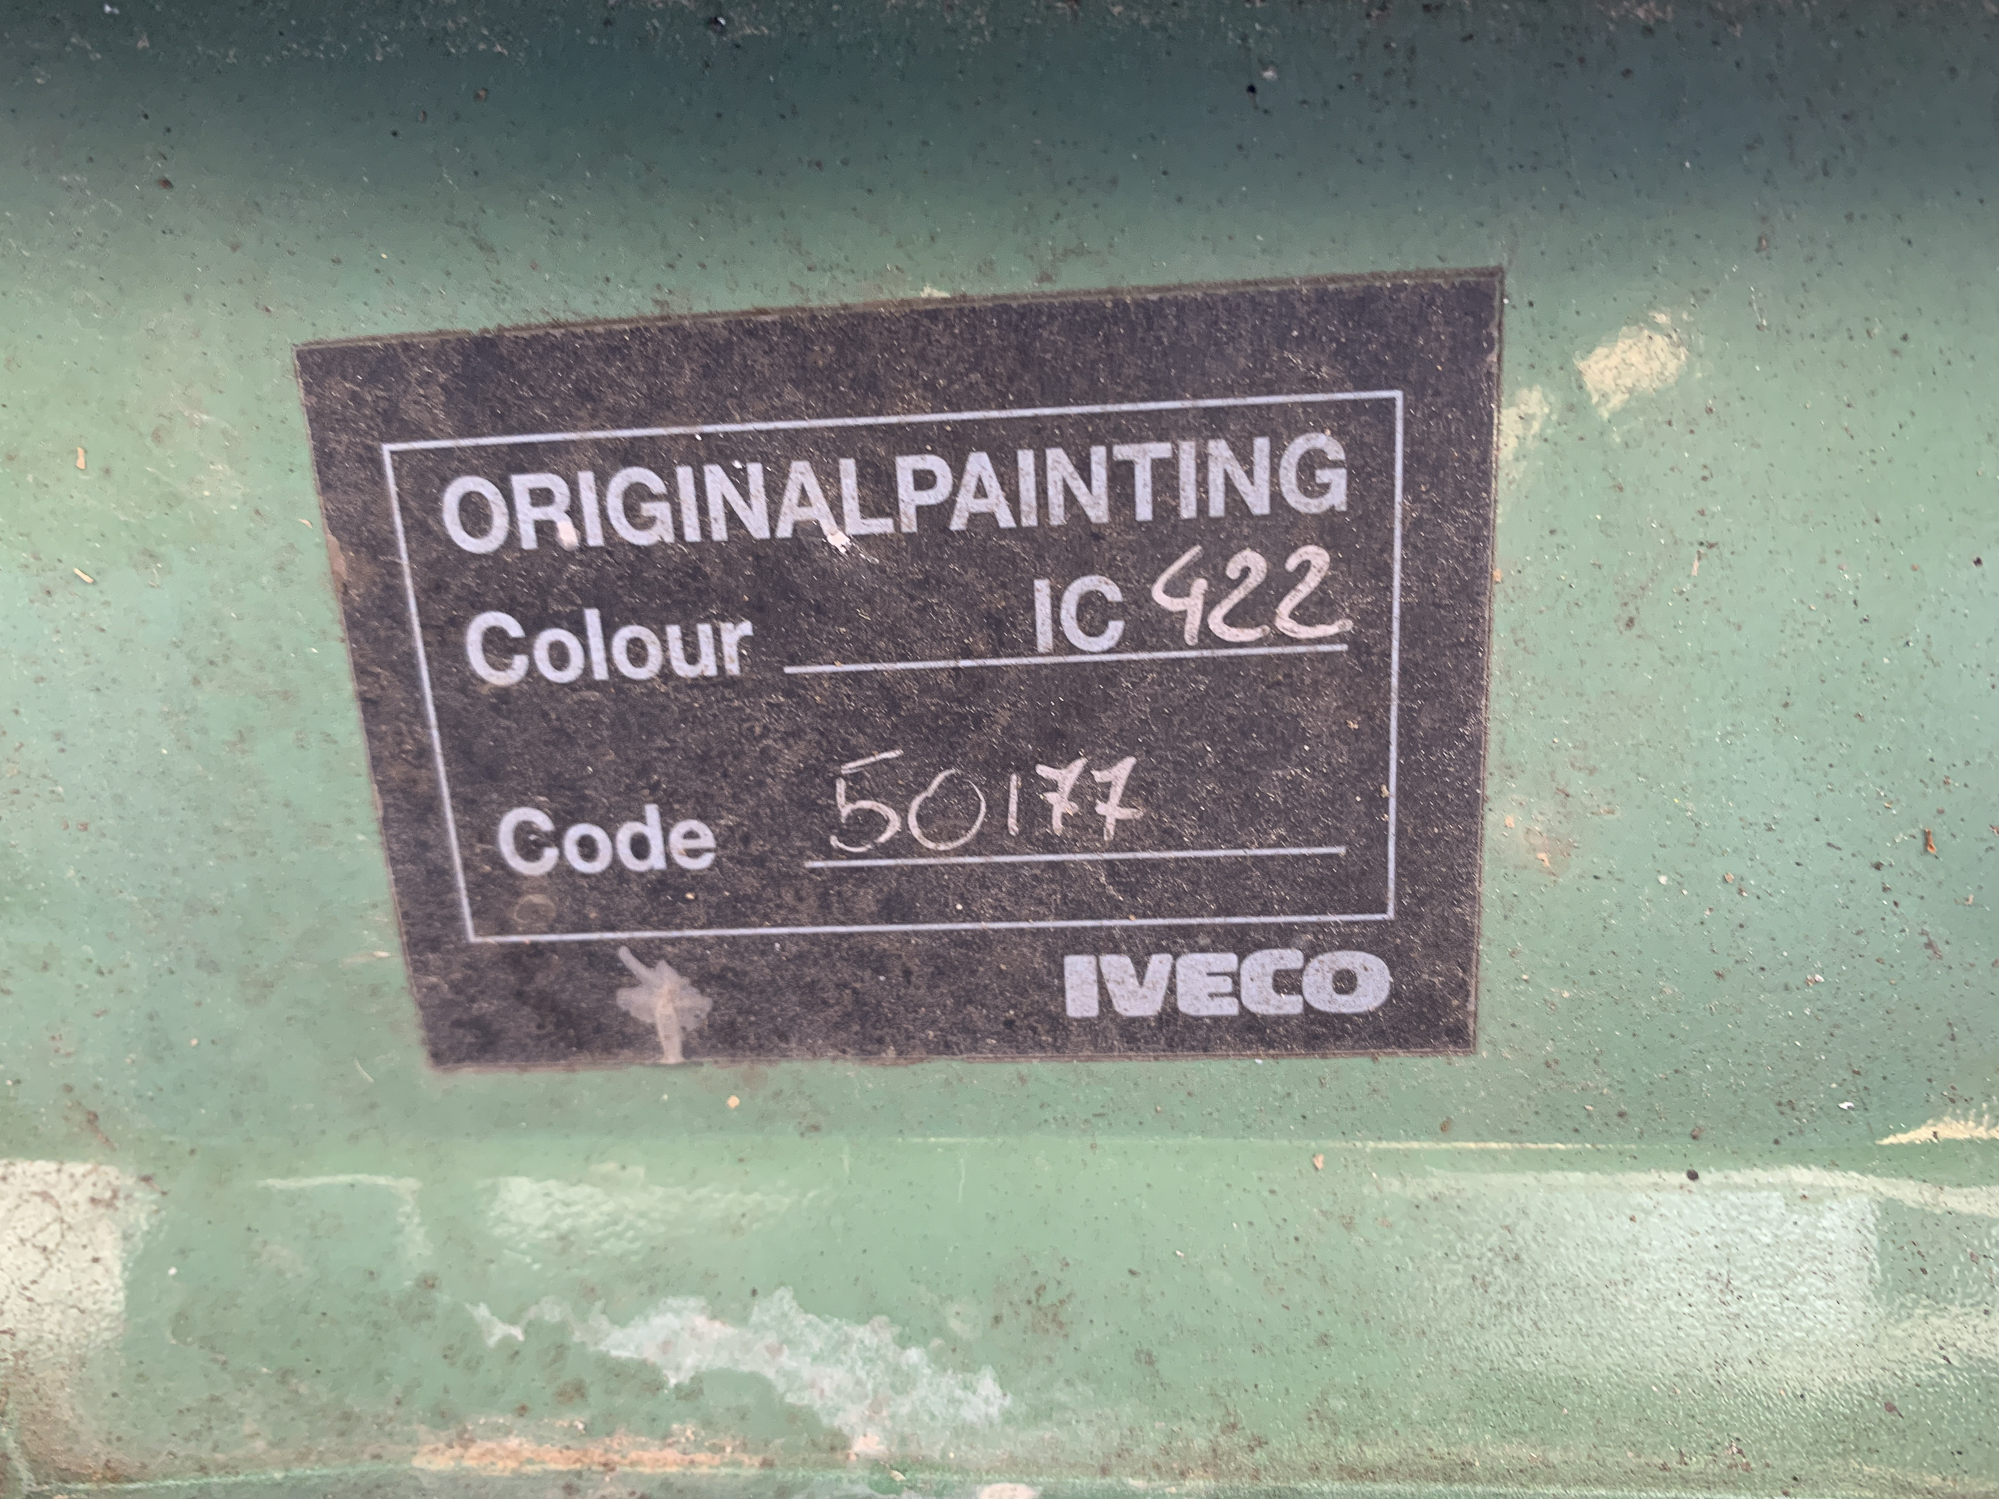 ORIGINALPAINTING
Colour IC 422
Code 50177
IVECO